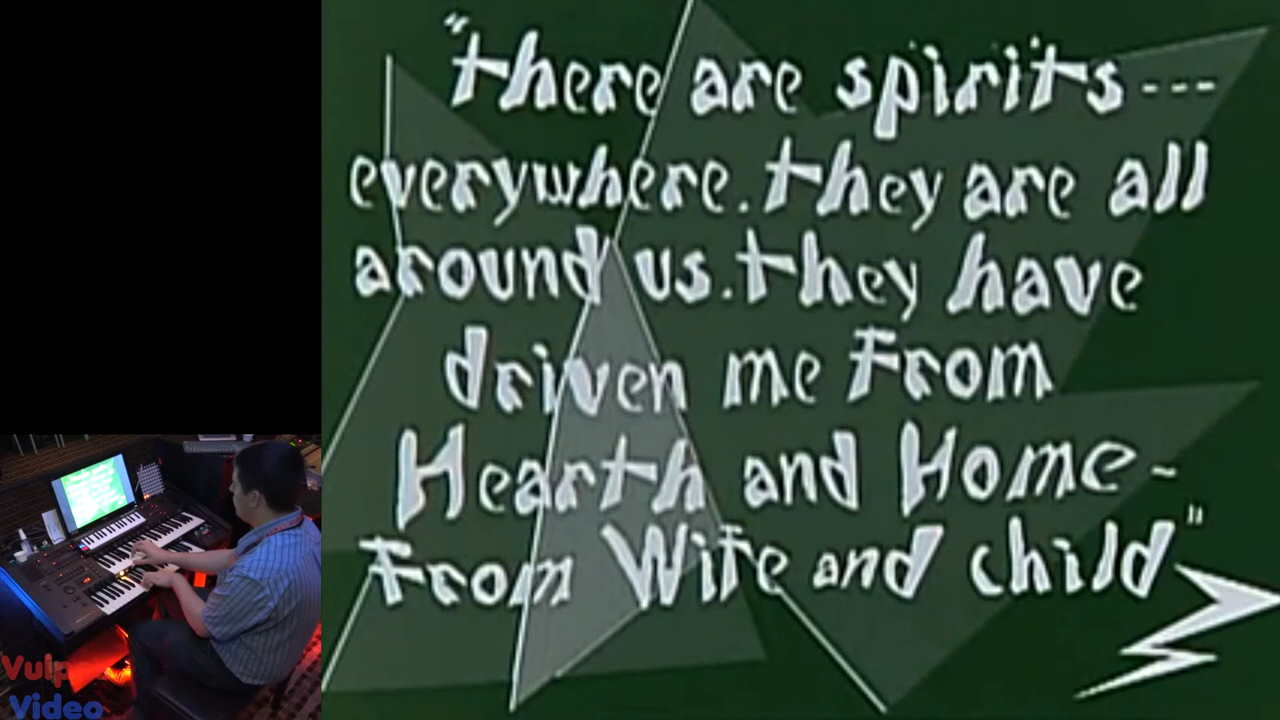 "there are spirits---
everywhere. they are all
around us. they have
driven me From
Hearth and Home-
From Wife and child"
Vulp
Video